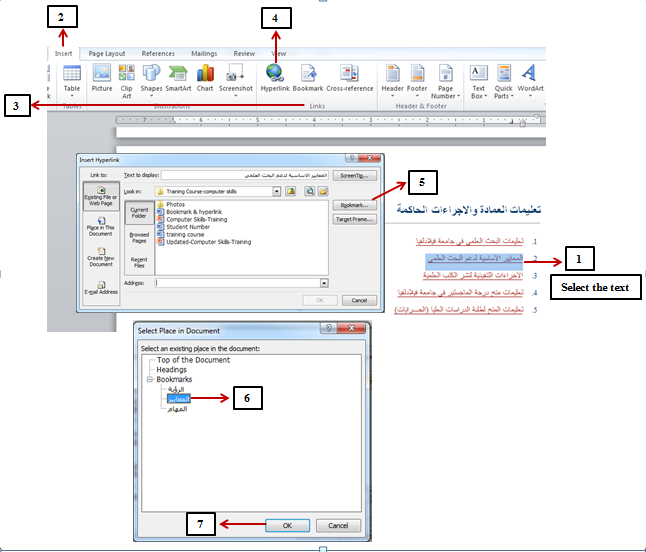 2
4
Insert
Page Layout
References
Mailings
Review
View
Table
Picture
Clip Art
Shapes
SmartArt
Chart
Screenshot
Hyperlink
Bookmark
Cross-reference
Header
Footer
Page Number
Text Box
Quick Parts
WordArt
Tables
Illustrations
3
Links
Header & Footer
Insert Hyperlink
Link to:
Text to display:
المعايير الاساسية لدعم البحث العلمي
ScreenTip...
Existing File or Web Page
Look in:
Training Course-computer skills
5
Place in This Document
Current Folder
Photos
Bookmark & hyperlink
Computer Skills-Training
Student Number
training course
Updated-Computer Skills-Training
Bookmark...
Target Frame...
Browsed Pages
Create New Document
Recent Files
E-mail Address
Address:
OK
Cancel
تعليمات العمادة والاجراءات الحاكمة
1. تعليمات البحث العلمي في جامعة فيلادلفيا
2. المعايير الاساسية لدعم البحث العلمي
3. الاجراءات التنفيذية لنشر الكتب العلمية
4. تعليمات منح درجة الماجستير في جامعة فيلادلفيا
5. تعليمات المنح لطلبة الدراسات العليا
1
Select the text
Select Place in Document
Select an existing place in the document:
Top of the Document
Headings
Bookmarks
الرؤية
المعايير
المهام
6
7
OK
Cancel